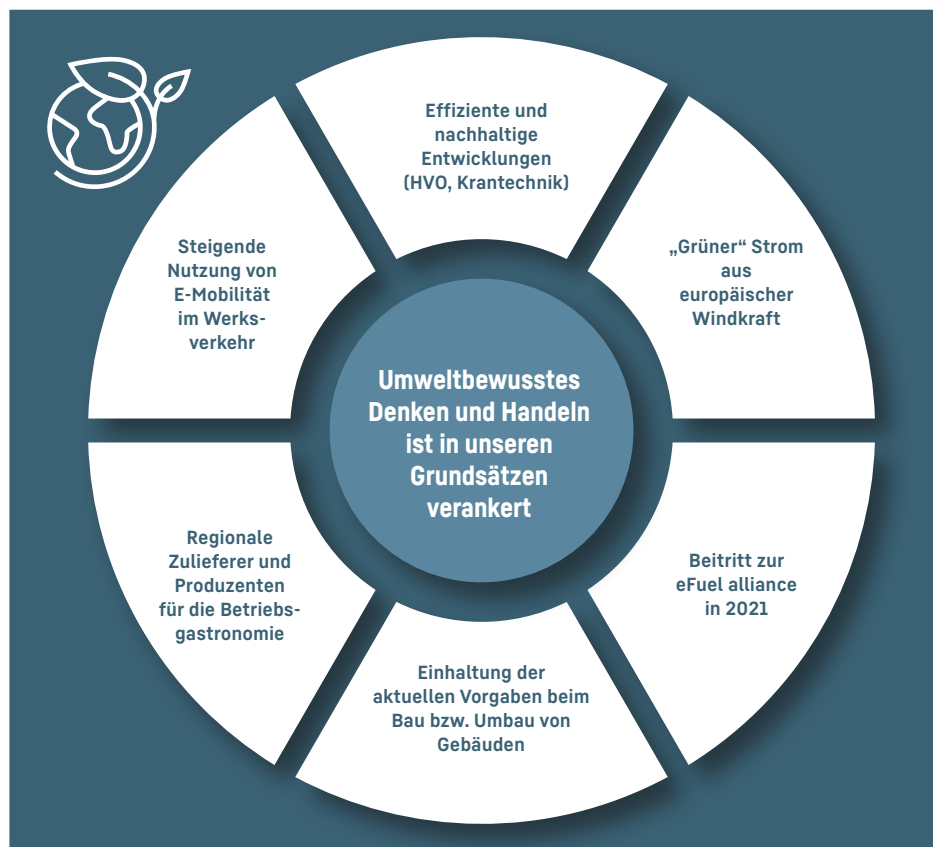 Effiziente und
nachhaltige
Entwicklungen
(HVO, Krantechnik)
„Grüner“ Strom
aus
europäischer
Windkraft
Beitritt zur
eFuel alliance
in 2021
Einhaltung der
aktuellen Vorgaben beim
Bau bzw. Umbau von
Gebäuden
Regionale
Zulieferer und
Produzenten
für die Betriebs-
gastronomie
Steigende
Nutzung von
E-Mobilität
im Werks-
verkehr
Umweltbewusstes
Denken und Handeln
ist in unseren
Grundsätzen
verankert